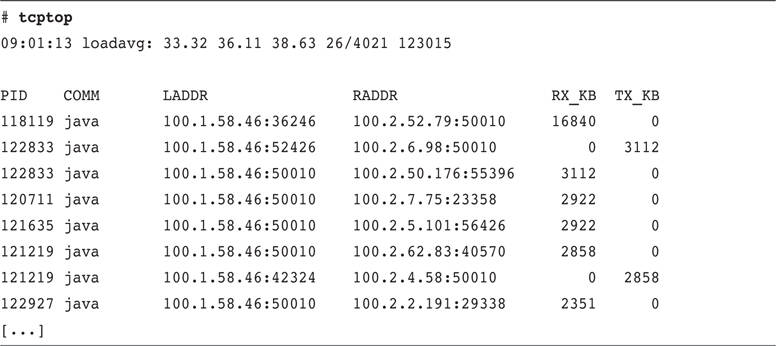 # tcptop
09:01:13 loadavg: 33.32 36.11 38.63 26/4021 123015
PID COMM LADDR RADDR RX_KB TX_KB
118119 java 100.1.58.46:36246 100.2.52.79:50010 16840 0
122833 java 100.1.58.46:52426 100.2.6.98:50010 0 3112
122833 java 100.1.58.46:50010 100.2.50.176:55396 3112 0
120711 java 100.1.58.46:50010 100.2.7.75:23358 2922 0
121635 java 100.1.58.46:50010 100.2.5.101:56426 2922 0
121219 java 100.1.58.46:50010 100.2.62.83:40570 2858 0
121219 java 100.1.58.46:42324 100.2.4.58:50010 0 2858
122927 java 100.1.58.46:50010 100.2.2.191:29338 2351 0
[...]